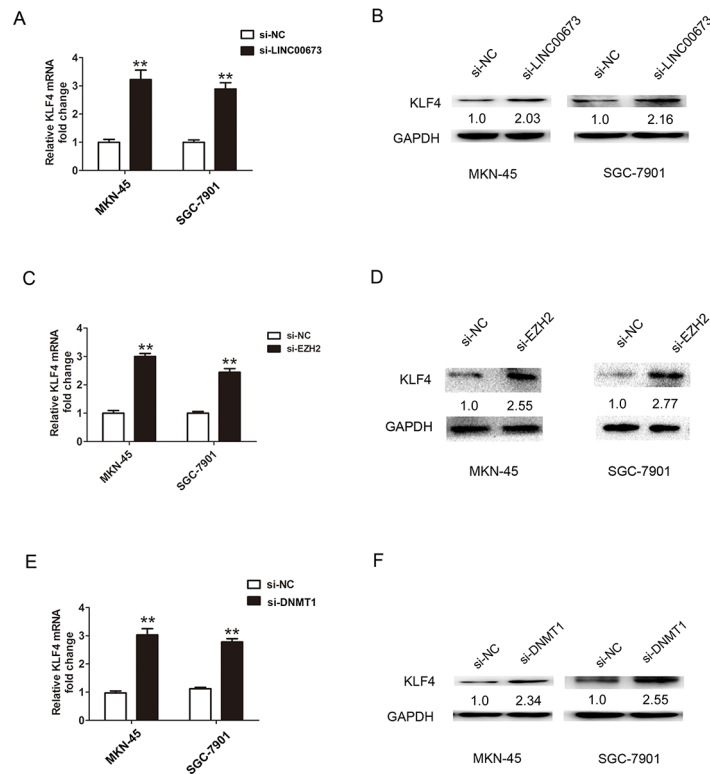 A
si-NC
si-LINC00673
Relative KLF4 mRNA
fold change
4
3
2
1
0
**
**
MKN-45
SGC-7901
B
si-NC
si-LINC00673
si-NC
si-LINC00673
KLF4
1.0
2.03
1.0
2.16
GAPDH
MKN-45
SGC-7901
C
si-NC
si-EZH2
Relative KLF4 mRNA
fold change
4
3
2
1
0
**
**
MKN-45
SGC-7901
D
si-NC
si-EZH2
si-NC
si-EZH2
KLF4
1.0
2.55
1.0
2.77
GAPDH
MKN-45
SGC-7901
E
si-NC
si-DNMT1
Relative KLF4 mRNA
fold change
4
3
2
1
0
**
**
MKN-45
SGC-7901
F
si-NC
si-DNMT1
si-NC
si-DNMT1
KLF4
1.0
2.34
1.0
2.55
GAPDH
MKN-45
SGC-7901